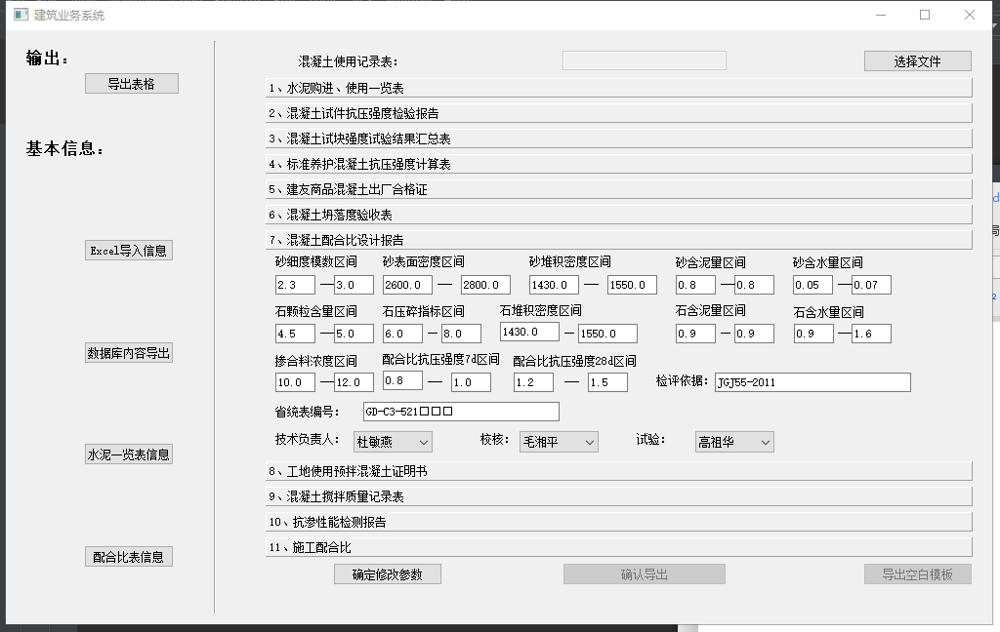 建筑业务系统
输出：
导出表格
基本信息：
Excel导入信息
数据库内容导出
水泥一览表信息
配合比表信息
混凝土使用记录表：
选择文件
1、水泥购进、使用一览表
2、混凝土试件抗压强度检验报告
3、混凝土试块强度试验结果汇总表
4、标准养护混凝土抗压强度计算表
5、建友商品混凝土出厂合格证
6、混凝土坍落度验收表
7、混凝土配合比设计报告
砂细度模数区间 砂表面密度区间 砂堆积密度区间 砂含泥量区间 砂含水量区间
2.3 — 3.0 2600.0 — 2800.0 1430.0 — 1550.0 0.8 — 0.8 0.05 — 0.07
石颗粒含量区间 石压碎指标区间 石堆积密度区间 石含泥量区间 石含水量区间
4.5 — 5.0 6.0 — 8.0 1430.0 — 1550.0 0.9 — 0.9 0.9 — 1.6
掺合料浓度区间 配合比抗压强度7d区间 配合比抗压强度28d区间
10.0 — 12.0 0.8 — 1.0 1.2 — 1.5 检评依据： JGJ55-2011
省统表编号： GD-C3-521□□□
技术负责人： 杜敏燕 校核： 毛湘平 试验： 高祖华
8、工地使用预拌混凝土证明书
9、混凝土搅拌质量记录表
10、抗渗性能检测报告
11、施工配合比
确定修改参数 确认导出 导出空白模板